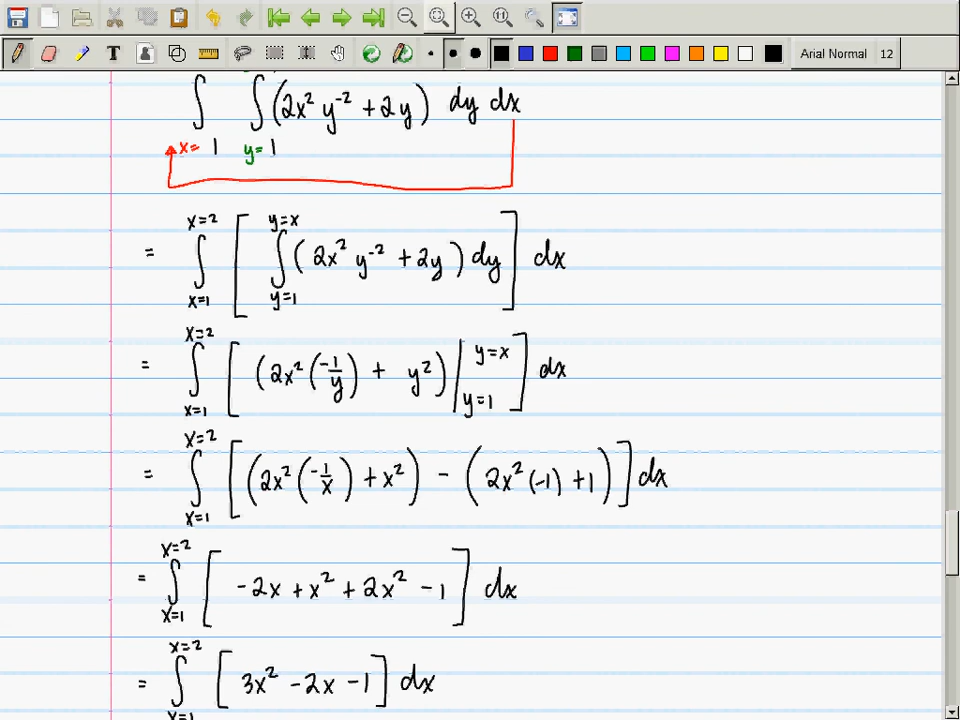 Arial Normal 12
∫ ∫ (2x² y⁻² + 2y) dy dx
x= 1 y= 1
= ∫_{x=1}^{x=2} [ ∫_{y=1}^{y=x} (2x² y⁻² + 2y) dy ] dx
= ∫_{x=1}^{x=2} [ (2x² (-1/y) + y²) |_{y=1}^{y=x} ] dx
= ∫_{x=1}^{x=2} [ (2x² (-1/x) + x²) - (2x² (-1) + 1) ] dx
= ∫_{x=1}^{x=2} [ -2x + x² + 2x² - 1 ] dx
= ∫_{x=1}^{x=2} [ 3x² - 2x - 1 ] dx